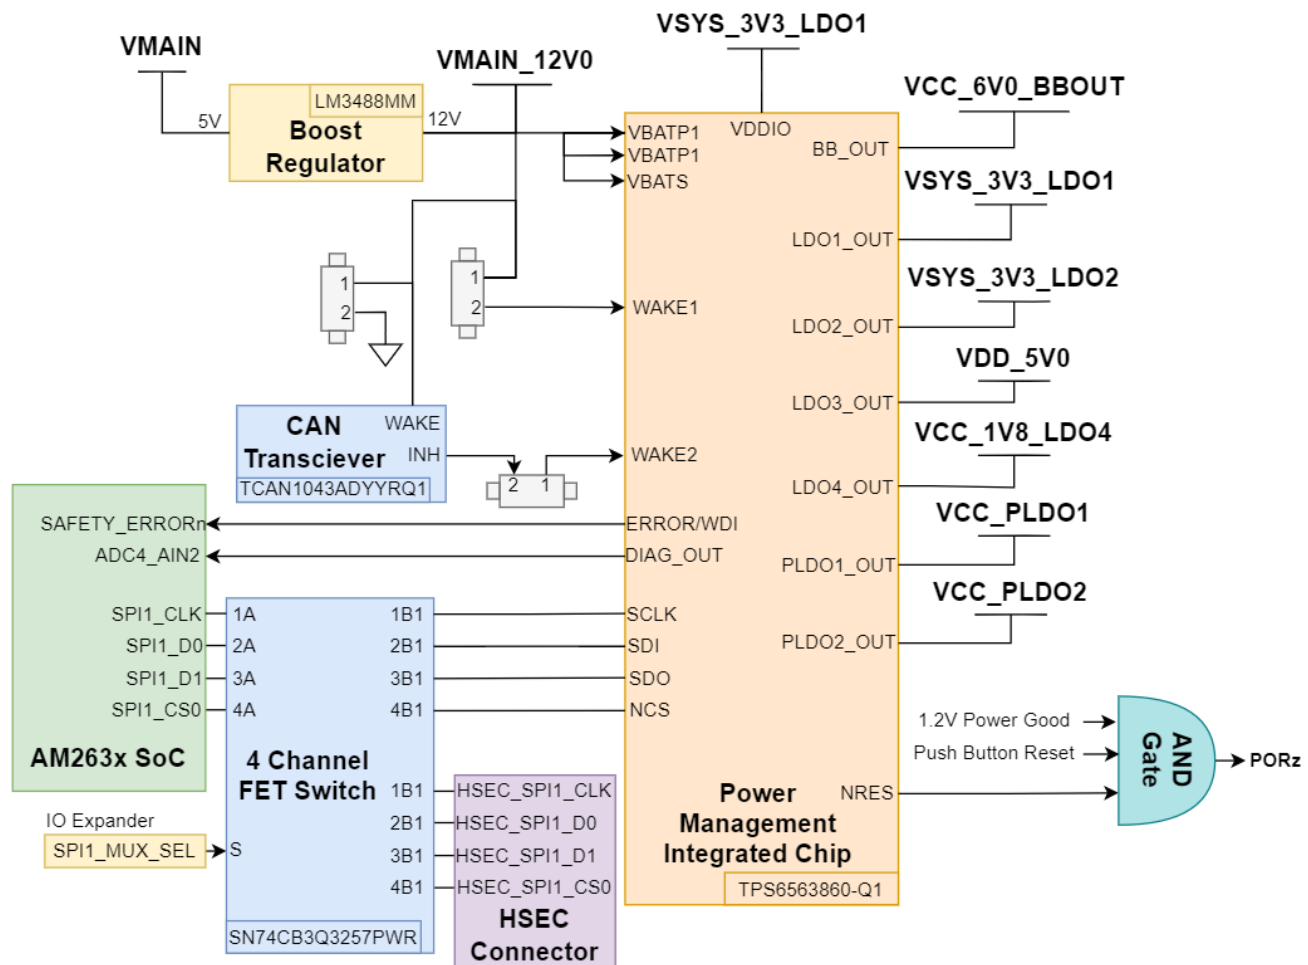 VSYS_3V3_LDO1
VMAIN
VMAIN_12V0
VCC_6V0_BBOUT
LM3488MM
5V
Boost
Regulator
12V
VBATP1
VBATP1
VBATS
VDDIO
BB_OUT
VSYS_3V3_LDO1
LDO1_OUT
1
2
1
2
WAKE1
VSYS_3V3_LDO2
LDO2_OUT
VDD_5V0
LDO3_OUT
CAN
Transciever
WAKE
INH
TCAN1043ADYYRQ1
2
1
WAKE2
VCC_1V8_LDO4
LDO4_OUT
SAFETY_ERRORn
ERROR/WDI
ADC4_AIN2
DIAG_OUT
VCC_PLDO1
PLDO1_OUT
VCC_PLDO2
PLDO2_OUT
SPI1_CLK
1A
1B1
SCLK
SPI1_D0
2A
2B1
SDI
SPI1_D1
3A
3B1
SDO
SPI1_CS0
4A
4B1
NCS
AM263x SoC
4 Channel
FET Switch
1B1
HSEC_SPI1_CLK
2B1
HSEC_SPI1_D0
3B1
HSEC_SPI1_D1
4B1
HSEC_SPI1_CS0
HSEC
Connector
IO Expander
SPI1_MUX_SEL
S
SN74CB3Q3257PWR
Power
Management
Integrated Chip
TPS6563860-Q1
NRES
1.2V Power Good
Push Button Reset
AND
Gate
PORz